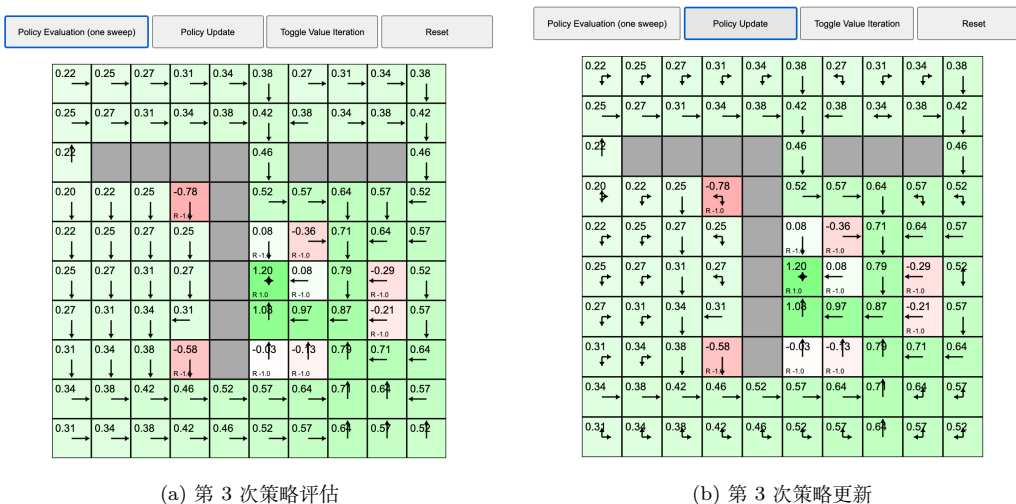 Policy Evaluation (one sweep) Policy Update Toggle Value Iteration Reset
0.22 0.25 0.27 0.31 0.34 0.38 0.27 0.31 0.34 0.38
0.25 0.27 0.31 0.34 0.38 0.42 0.38 0.34 0.38 0.42
0.22 0.46 0.46
0.20 0.22 0.25 -0.78 0.52 0.57 0.64 0.57 0.52
R -1.0
0.22 0.25 0.27 0.25 0.08 -0.36 0.71 0.64 0.57
R -1.0 R -1.0
0.25 0.27 0.31 0.27 1.20 0.08 0.79 -0.29 0.52
R 1.0 R -1.0 R -1.0
0.27 0.31 0.34 0.31 1.08 0.97 0.87 -0.21 0.57
R -1.0
0.31 0.34 0.38 -0.58 -0.03 -0.13 0.79 0.71 0.64
R -1.0 R -1.0 R -1.0
0.34 0.38 0.42 0.46 0.52 0.57 0.64 0.71 0.64 0.57
0.31 0.34 0.38 0.42 0.46 0.52 0.57 0.64 0.57 0.52
(a) 第 3 次策略评估
Policy Evaluation (one sweep) Policy Update Toggle Value Iteration Reset
0.22 0.25 0.27 0.31 0.34 0.38 0.27 0.31 0.34 0.38
0.25 0.27 0.31 0.34 0.38 0.42 0.38 0.34 0.38 0.42
0.22 0.46 0.46
0.20 0.22 0.25 -0.78 0.52 0.57 0.64 0.57 0.52
R -1.0
0.22 0.25 0.27 0.25 0.08 -0.36 0.71 0.64 0.57
R -1.0 R -1.0
0.25 0.27 0.31 0.27 1.20 0.08 0.79 -0.29 0.52
R 1.0 R -1.0 R -1.0
0.27 0.31 0.34 0.31 1.08 0.97 0.87 -0.21 0.57
R -1.0
0.31 0.34 0.38 -0.58 -0.03 -0.13 0.79 0.71 0.64
R -1.0 R -1.0 R -1.0
0.34 0.38 0.42 0.46 0.52 0.57 0.64 0.71 0.64 0.57
0.31 0.34 0.38 0.42 0.46 0.52 0.57 0.64 0.57 0.52
(b) 第 3 次策略更新